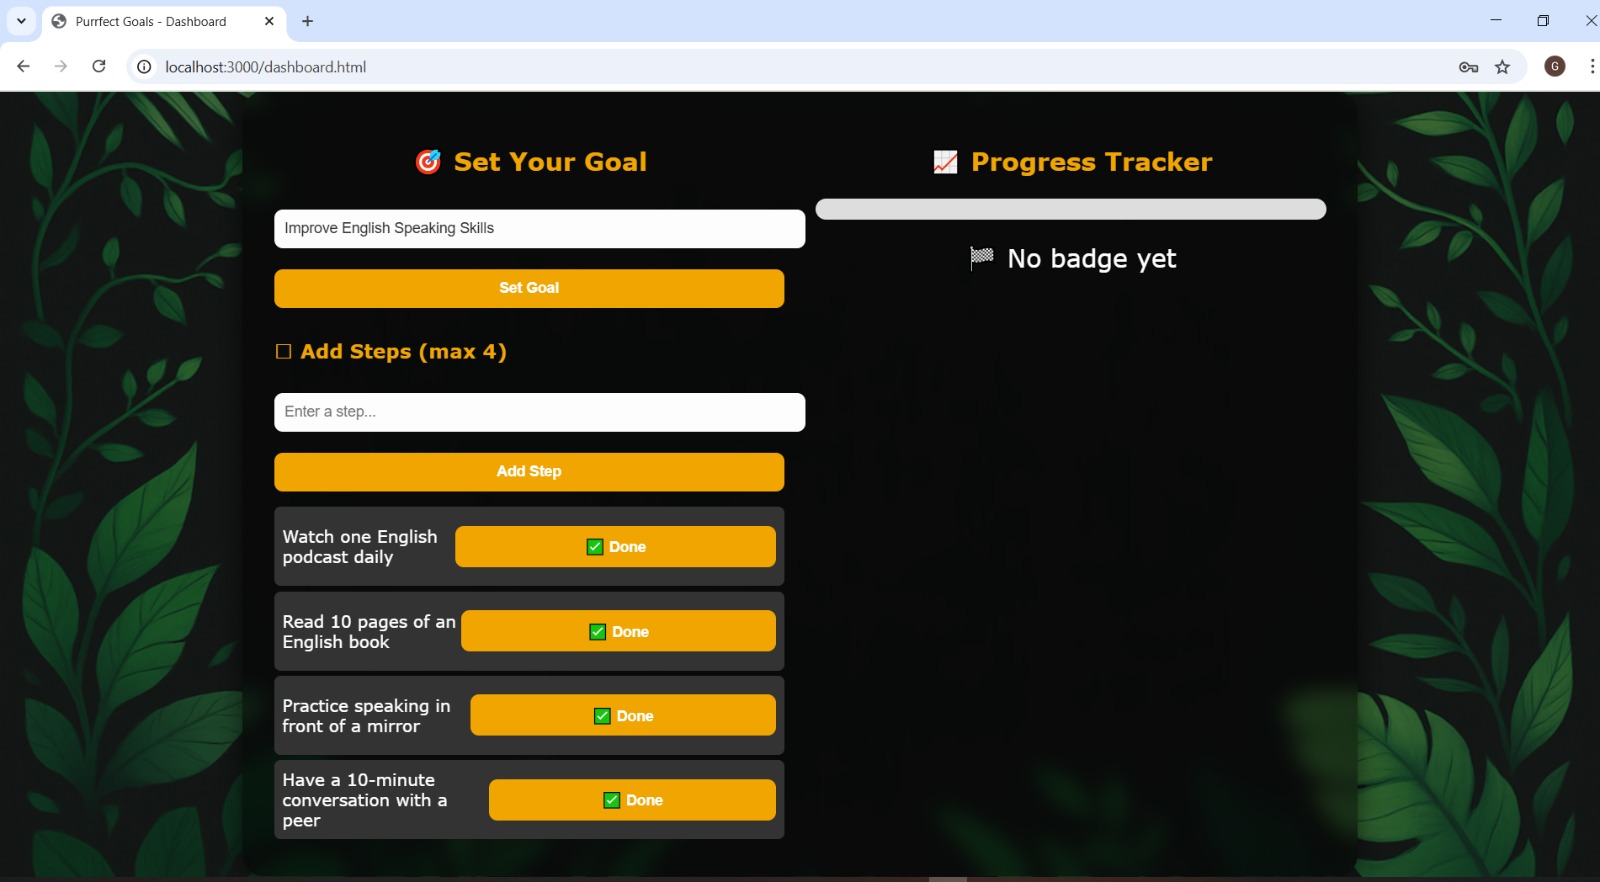 Purrfect Goals - Dashboard
localhost:3000/dashboard.html
G
🎯 Set Your Goal
Improve English Speaking Skills
Set Goal
☐ Add Steps (max 4)
Enter a step...
Add Step
Watch one English
podcast daily
✅ Done
Read 10 pages of an
English book
✅ Done
Practice speaking in
front of a mirror
✅ Done
Have a 10-minute
conversation with a
peer
✅ Done
📈 Progress Tracker
🏁 No badge yet